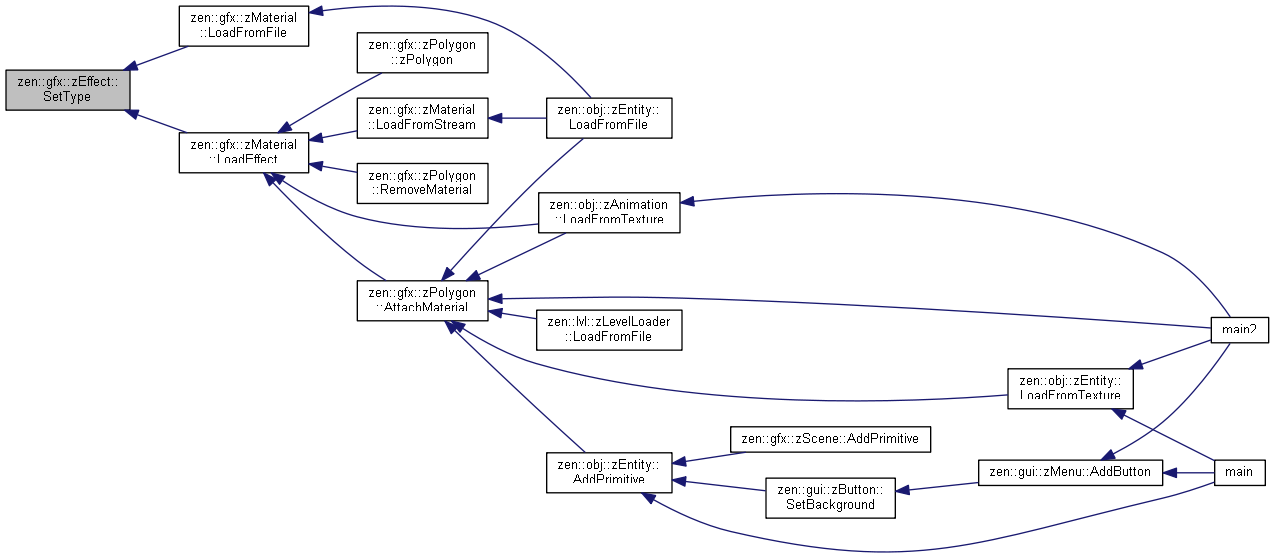 zen::gfx::zMaterial
::LoadFromFile
zen::gfx::zPolygon
::zPolygon
zen::gfx::zEffect::
SetType
zen::gfx::zMaterial
::LoadFromStream
zen::obj::zEntity::
LoadFromFile
zen::gfx::zMaterial
::LoadEffect
zen::gfx::zPolygon
::RemoveMaterial
zen::obj::zAnimation
::LoadFromTexture
zen::gfx::zPolygon
::AttachMaterial
zen::lvl::zLevelLoader
::LoadFromFile
main2
zen::obj::zEntity::
LoadFromTexture
zen::gfx::zScene::AddPrimitive
zen::obj::zEntity::
AddPrimitive
zen::gui::zMenu::AddButton
main
zen::gui::zButton::
SetBackground